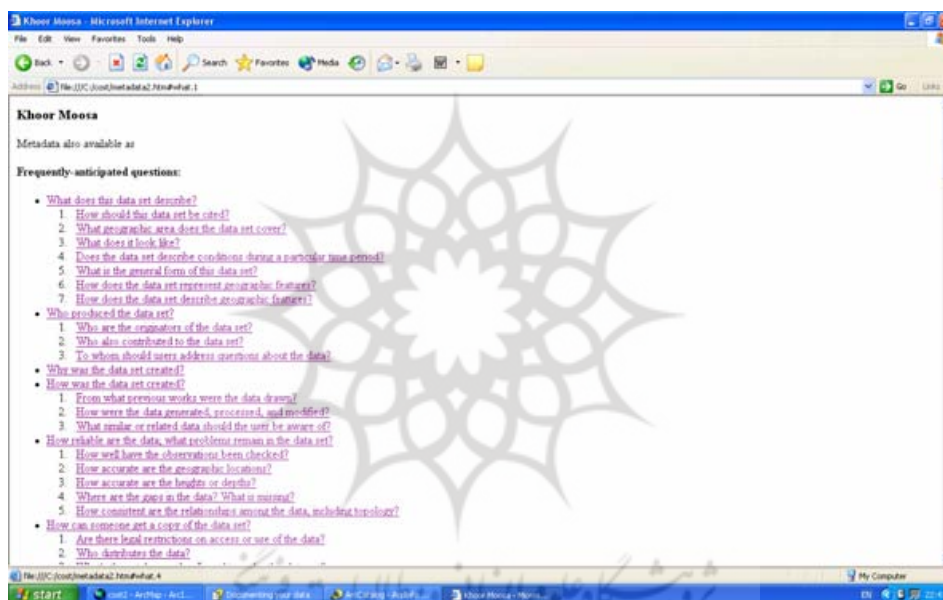 Khoor Moosa - Microsoft Internet Explorer
File Edit View Favorites Tools Help
Back Search Favorites Media
Address file:///C:/cost/metadata2.htm#what.1 Go Links
Khoor Moosa
Metadata also available as
Frequently-anticipated questions:
• What does this data set describe?
1. How should this data set be cited?
2. What geographic area does the data set cover?
3. What does it look like?
4. Does the data set describe conditions during a particular time period?
5. What is the general form of this data set?
6. How does the data set represent geographic features?
7. How does the data set describe geographic features?
• Who produced the data set?
1. Who are the originators of the data set?
2. Who also contributed to the data set?
3. To whom should users address questions about the data?
• Why was the data set created?
• How was the data set created?
1. From what previous works were the data drawn?
2. How were the data generated, processed, and modified?
3. What similar or related data should the user be aware of?
• How reliable are the data; what problems remain in the data set?
1. How well have the observations been checked?
2. How accurate are the geographic locations?
3. How accurate are the heights or depths?
4. Where are the gaps in the data? What is missing?
5. How consistent are the relationships among the data, including topology?
• How can someone get a copy of the data set?
1. Are there legal restrictions on access or use of the data?
2. Who distributes the data?
file:///C:/cost/metadata2.htm#what.4 My Computer
start Documenting your data Khoor Moosa - Micros... EN